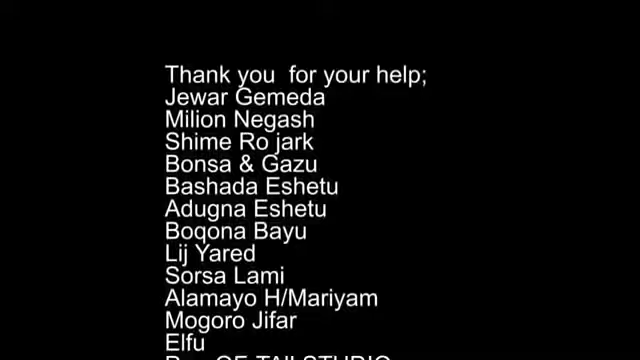 Thank you  for your help;
Jewar Gemeda
Milion Negash
Shime Ro jark
Bonsa & Gazu
Bashada Eshetu
Adugna Eshetu
Boqona Bayu
Lij Yared
Sorsa Lami
Alamayo H/Mariyam
Mogoro Jifar
Elfu